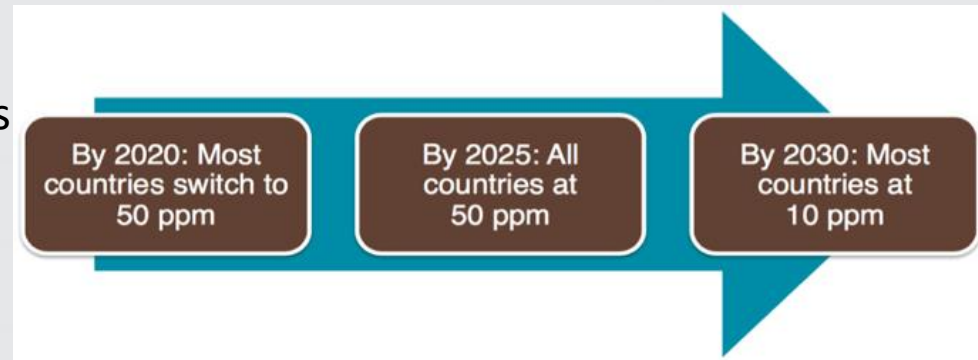 s
By 2020: Most
countries switch to
50 ppm
By 2025: All
countries at
50 ppm
By 2030: Most
countries at
10 ppm